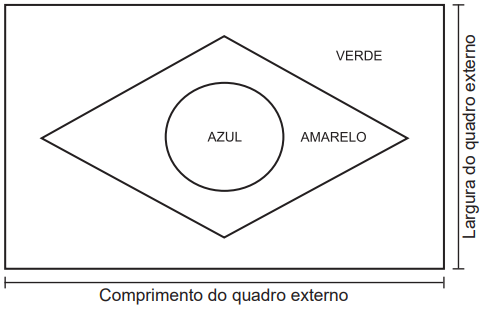 VERDE
AZUL
AMARELO
Largura do quadro externo
Comprimento do quadro externo